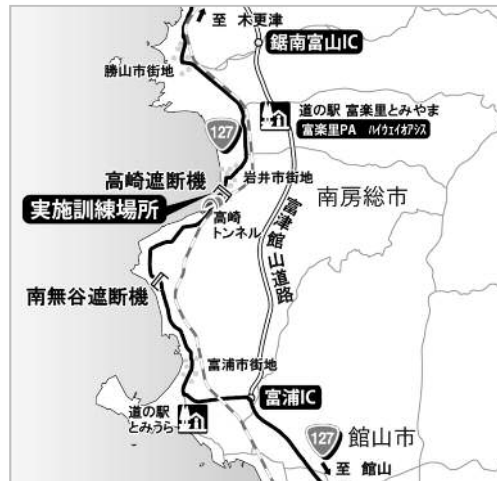 至 木更津
鋸南富山IC
勝山市街地
道の駅 富楽里とみやま
富楽里PA ハイウェイオアシス
127
高崎遮断機
岩井市街地
実施訓練場所
高崎
トンネル
南房総市
富津館山道路
南無谷遮断機
富浦市街地
富浦IC
道の駅
とみうら
127
館山市
至 館山